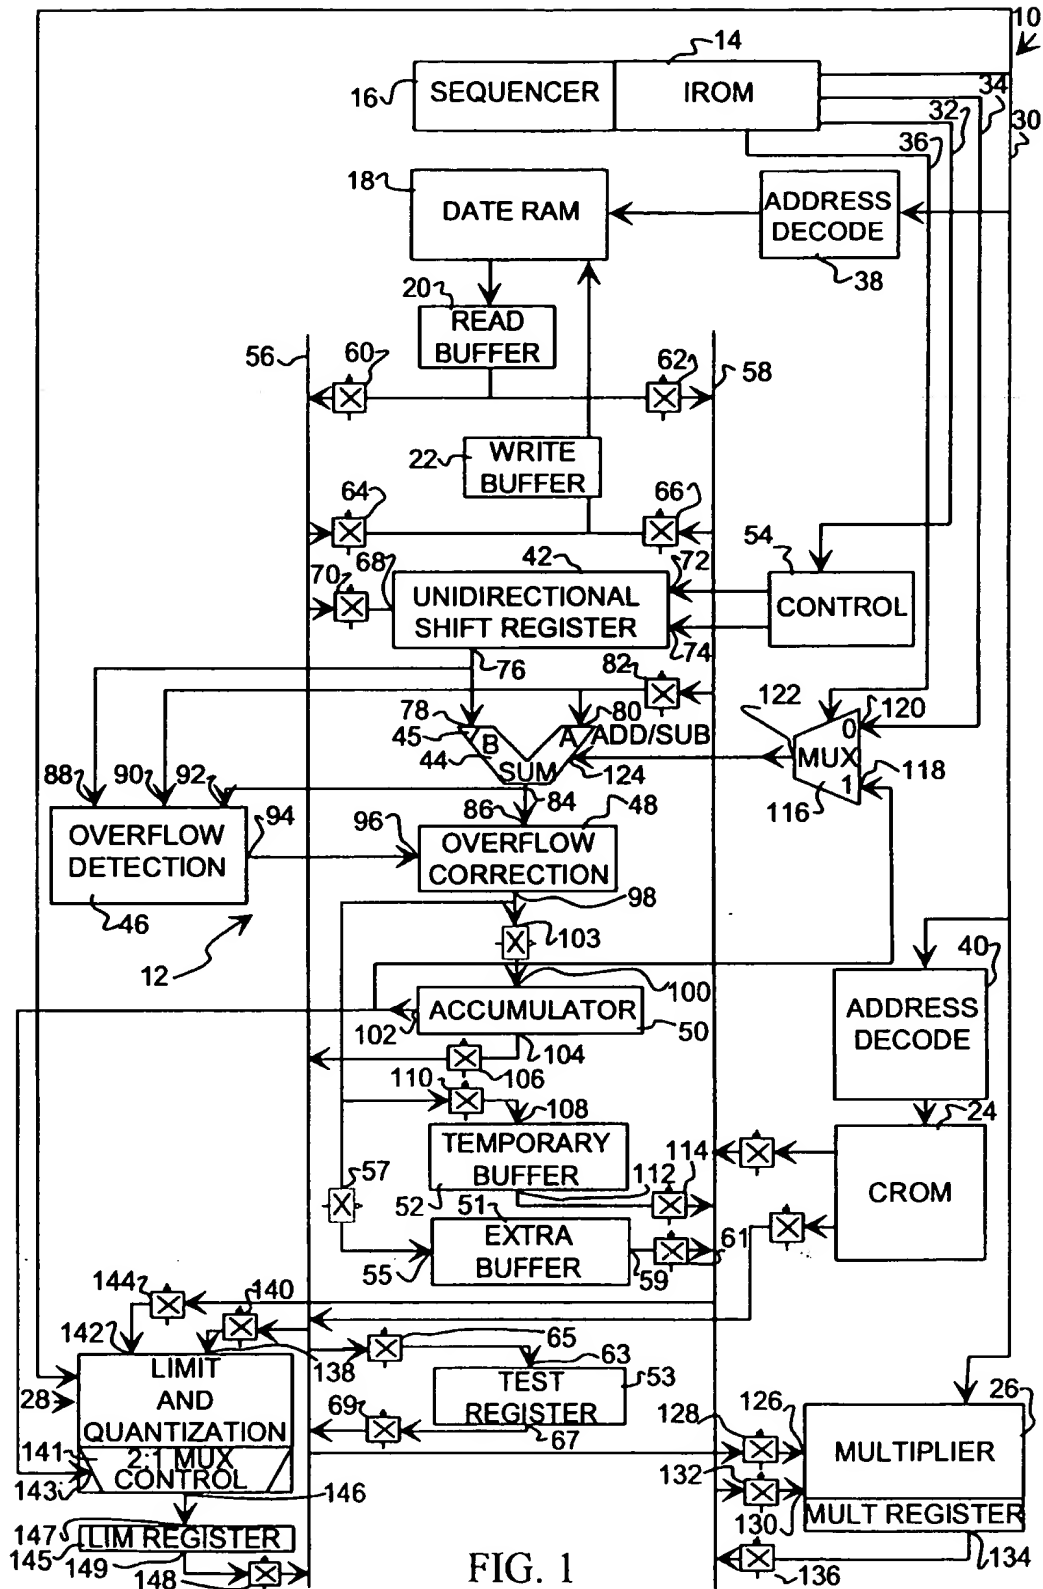 10
14
16
SEQUENCER
IROM
34
32
30
36
18
DATE RAM
ADDRESS
DECODE
38
20
READ
BUFFER
56
60
62
58
22
WRITE
BUFFER
64
66
54
42
68
70
72
UNIDIRECTIONAL
SHIFT REGISTER
CONTROL
74
76
82
122
120
78
80
45
B
A
ADD/SUB
0
MUX
44
SUM
124
118
1
116
88
90
92
84
86
48
94
96
OVERFLOW
DETECTION
OVERFLOW
CORRECTION
46
98
12
103
40
100
ACCUMULATOR
ADDRESS
DECODE
102
50
104
106
110
108
24
TEMPORARY
BUFFER
114
57
52
112
CROM
51
EXTRA
BUFFER
55
59
61
144
140
142
65
138
63
LIMIT
AND
QUANTIZATION
28
TEST
REGISTER
53
26
69
67
128
126
MULTIPLIER
141
2:1 MUX
CONTROL
143
132
146
130
MULT REGISTER
147
LIM REGISTER
145
149
134
148
136
FIG. 1